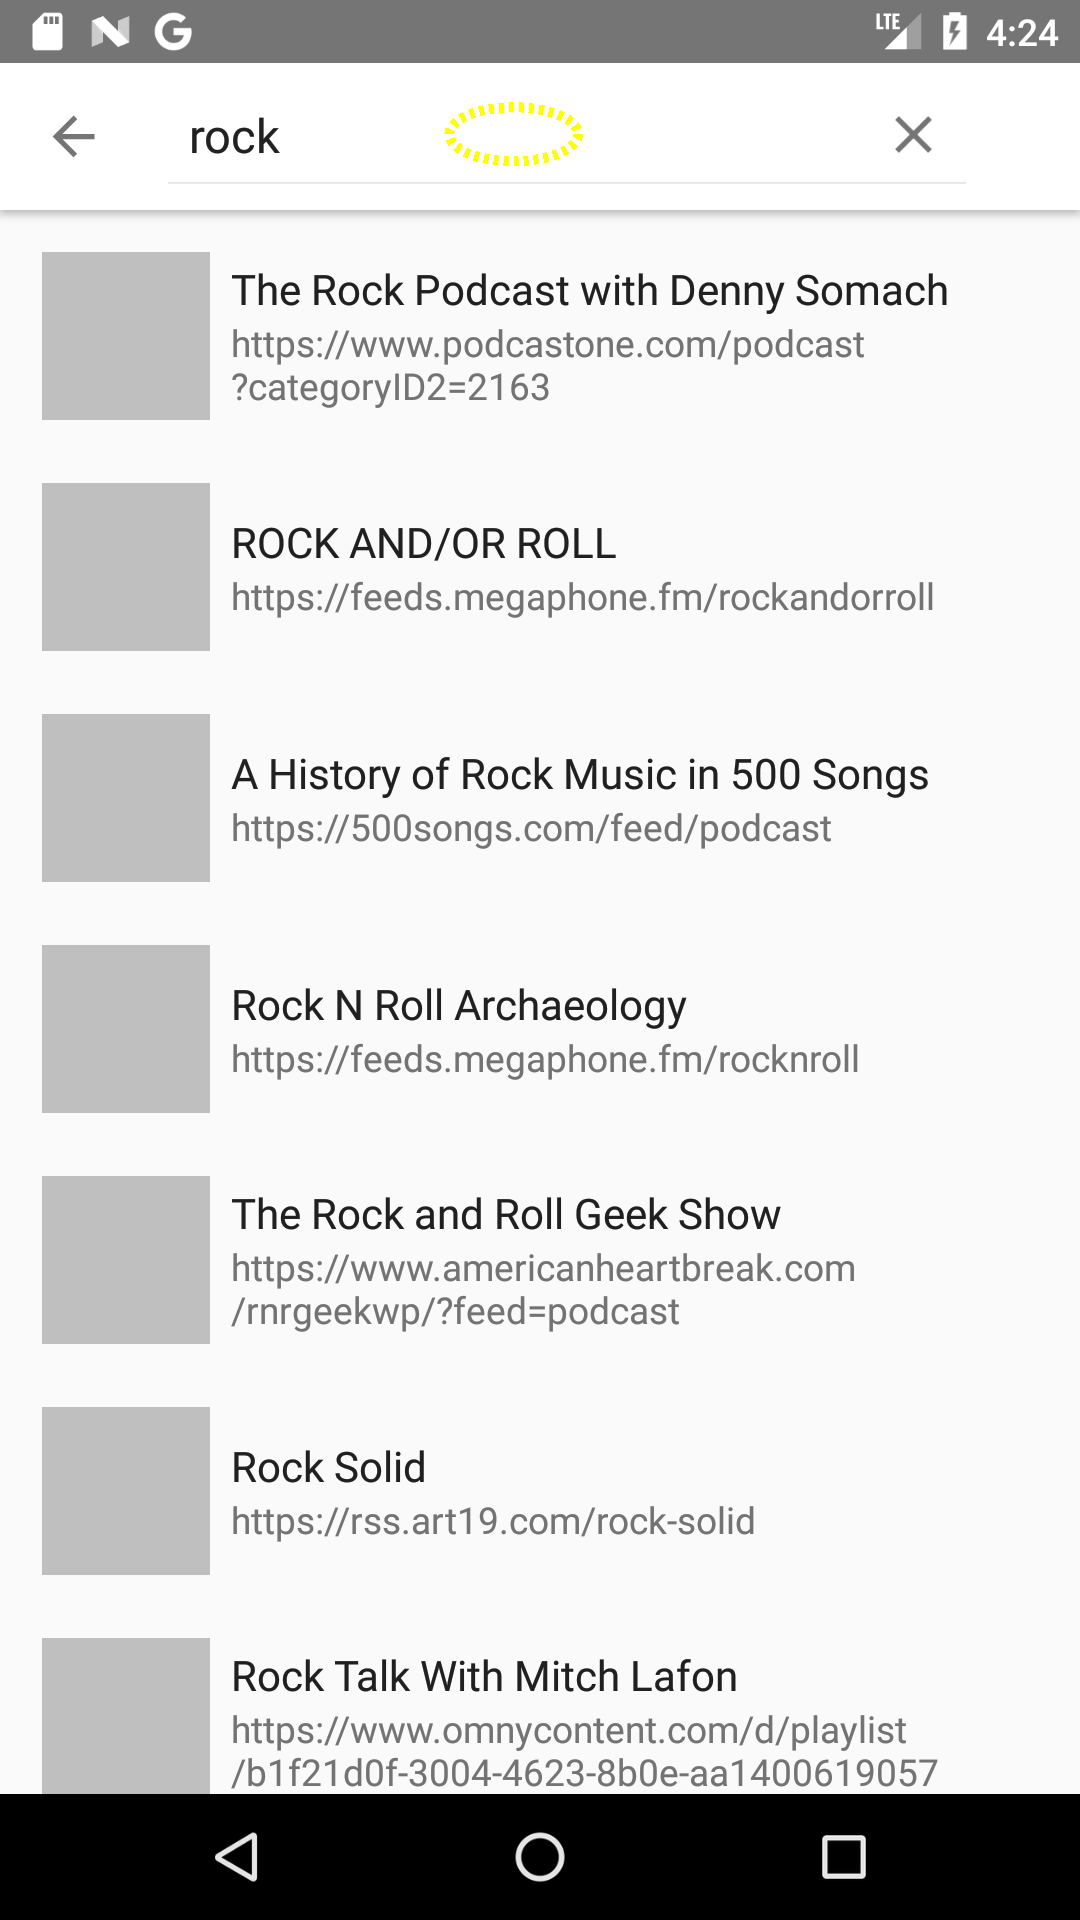 LTE 4:24
rock
The Rock Podcast with Denny Somach
https://www.podcastone.com/podcast
?categoryID2=2163
ROCK AND/OR ROLL
https://feeds.megaphone.fm/rockandorroll
A History of Rock Music in 500 Songs
https://500songs.com/feed/podcast
Rock N Roll Archaeology
https://feeds.megaphone.fm/rocknroll
The Rock and Roll Geek Show
https://www.americanheartbreak.com
/rnrgeekwp/?feed=podcast
Rock Solid
https://rss.art19.com/rock-solid
Rock Talk With Mitch Lafon
https://www.omnycontent.com/d/playlist
/b1f21d0f-3004-4623-8b0e-aa1400619057